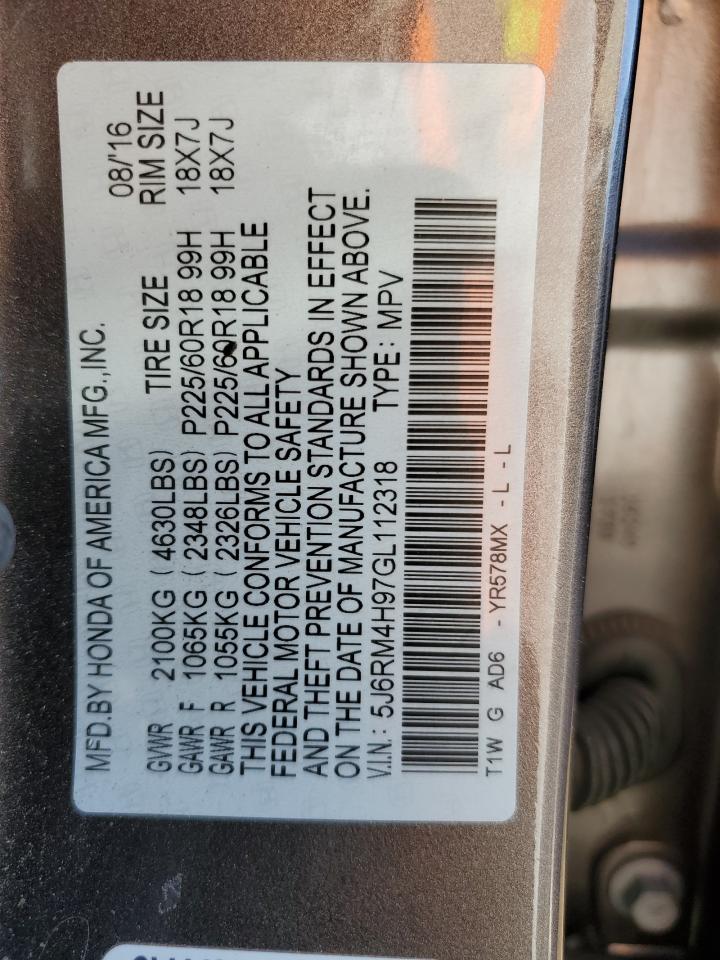 MFD.BY HONDA OF AMERICA MFG.,INC. 08/'16
GVWR 2100KG ( 4630LBS) TIRE SIZE RIM SIZE
GAWR F 1065KG ( 2348LBS) P225/60R18 99H 18X7J
GAWR R 1055KG ( 2326LBS) P225/60R18 99H 18X7J
THIS VEHICLE CONFORMS TO ALL APPLICABLE
FEDERAL MOTOR VEHICLE SAFETY
AND THEFT PREVENTION STANDARDS IN EFFECT
ON THE DATE OF MANUFACTURE SHOWN ABOVE.
V.I.N.: 5J6RM4H97GL112318 TYPE: MPV
T1W G AD6 - YR578MX - L - L